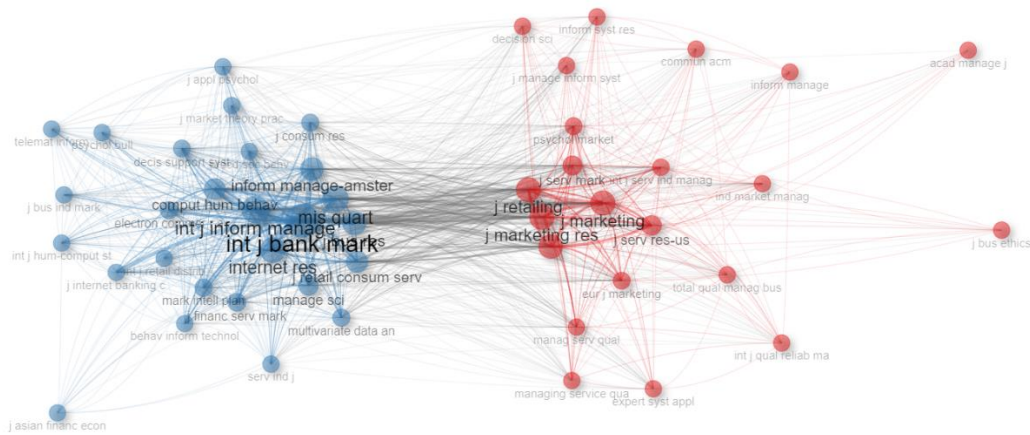 decision sci
inform syst res
commun acm
acad manage j
j appl psychol
j manage inform syst
inform manage
j market theory prac
telemat inform
psychol bull
j consum res
psychol market
decis support syst
inform manage-amster
j serv mark
int j serv ind manag
ind market manag
j bus ind mark
comput hum behav
j retailing
electron
mis quart
j marketing
int j inform manage
j marketing res
j serv res-us
int j bank mark
j bus ethics
int j hum-comput st
internet res
j retail consum serv
int j retail distrib
j internet banking c
total qual manag bus
mark intell plan
manage sci
eur j marketing
financ serv mark
behav inform technol
multivariate data an
manag serv qual
int j qual reliab ma
serv ind j
managing service qua
expert syst appl
j asian financ econ